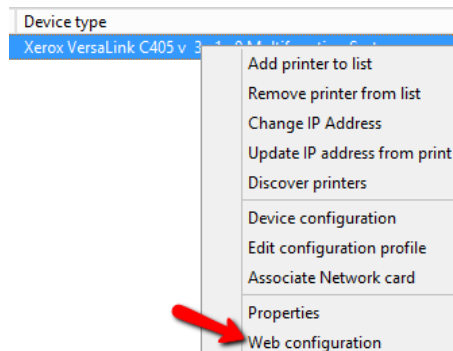 Device type
Xerox VersaLink C405 v
Add printer to list
Remove printer from list
Change IP Address
Update IP address from print
Discover printers
Device configuration
Edit configuration profile
Associate Network card
Properties
Web configuration